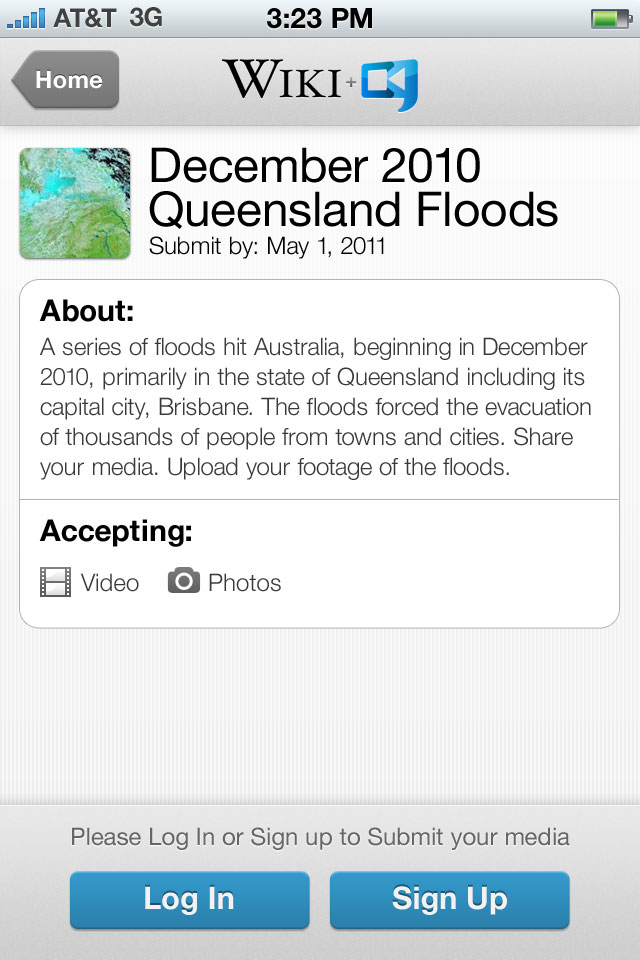 AT&T 3G 3:23 PM
Home
WIKI +
December 2010
Queensland Floods
Submit by: May 1, 2011
About:
A series of floods hit Australia, beginning in December
2010, primarily in the state of Queensland including its
capital city, Brisbane. The floods forced the evacuation
of thousands of people from towns and cities. Share
your media. Upload your footage of the floods.
Accepting:
Video Photos
Please Log In or Sign up to Submit your media
Log In Sign Up